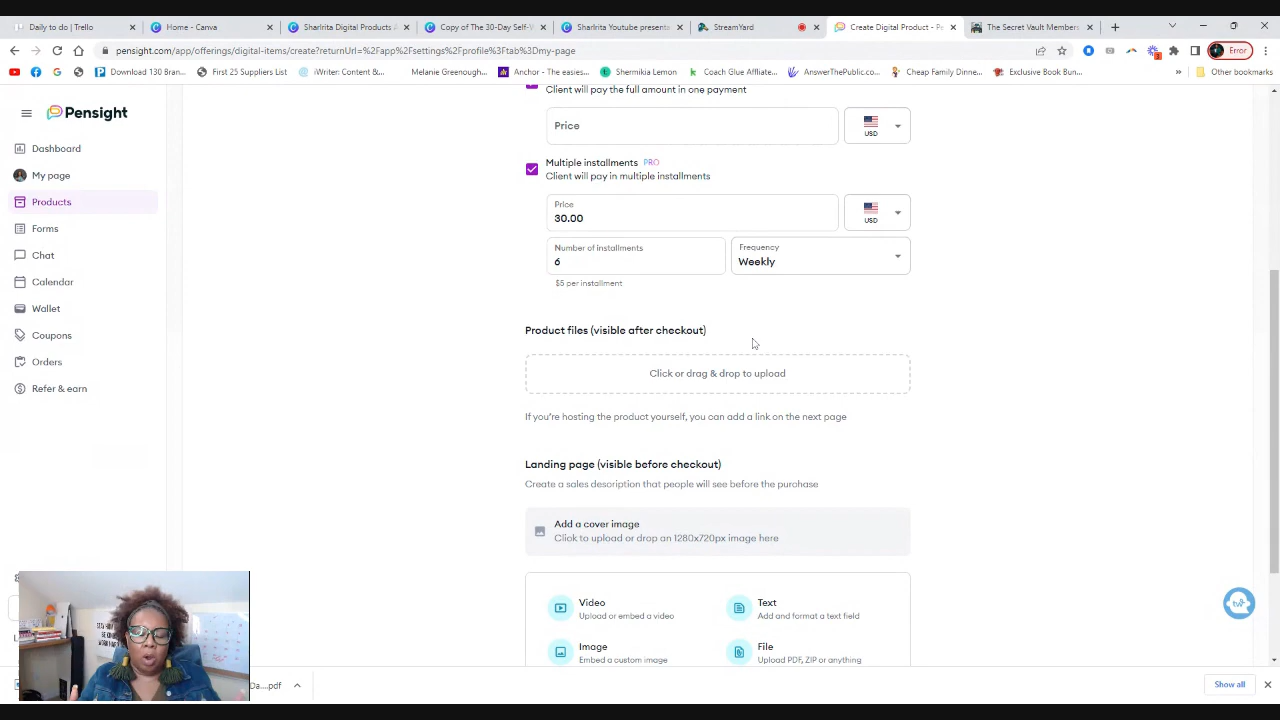 Daily to do | Trello
Home - Canva
SharIrita Digital Products
Copy of The 30-Day Self-
SharIrita Youtube presenta
StreamYard
Create Digital Product - Pe
The Secret Vault Members
pensight.com/app/offerings/digital-items/create?returnUrl=%2Fapp%2Fsettings%2Fprofile%3Ftab%3Dmy-page
Error
Download 130 Bran...
First 25 Suppliers List
iWriter: Content &...
Melanie Greenough...
Anchor - The easies...
Shermikia Lemon
Coach Glue Affliate...
AnswerThePublic.co...
Cheap Family Dinne...
Exclusive Book Bun...
»
Other bookmarks
Pensight
Dashboard
My page
Products
Forms
Chat
Calendar
Wallet
Coupons
Orders
Refer & earn
Client will pay the full amount in one payment
Price
USD
Multiple installments PRO
Client will pay in multiple installments
Price
30.00
USD
Number of installments
6
Frequency
Weekly
$5 per installment
Product files (visible after checkout)
Click or drag & drop to upload
If you're hosting the product yourself, you can add a link on the next page
Landing page (visible before checkout)
Create a sales description that people will see before the purchase
Add a cover image
Click to upload or drop an 1280x720px image here
Video
Upload or embed a video
Text
Add and format a text field
Image
Embed a custom image
File
Upload PDF, ZIP or anything
Da....pdf
Show all